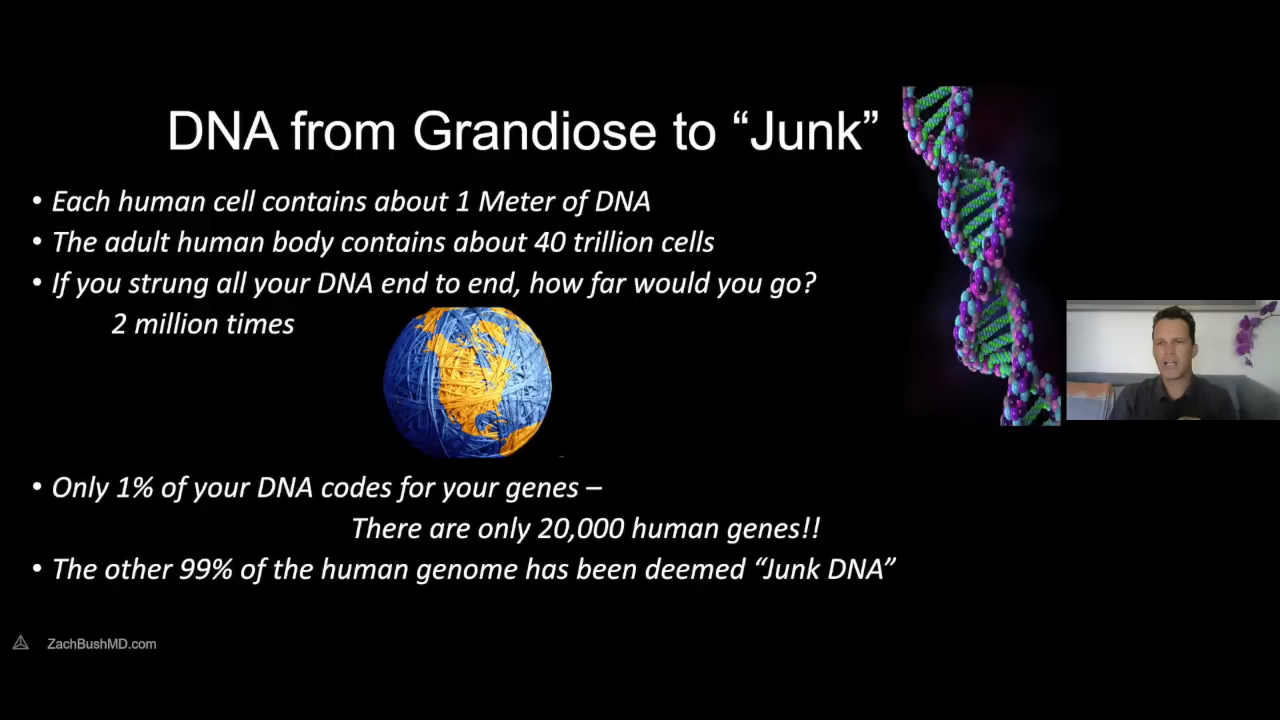 DNA from Grandiose to “Junk”
• Each human cell contains about 1 Meter of DNA
• The adult human body contains about 40 trillion cells
• If you strung all your DNA end to end, how far would you go?
2 million times
• Only 1% of your DNA codes for your genes –
There are only 20,000 human genes!!
• The other 99% of the human genome has been deemed “Junk DNA”
ZachBushMD.com